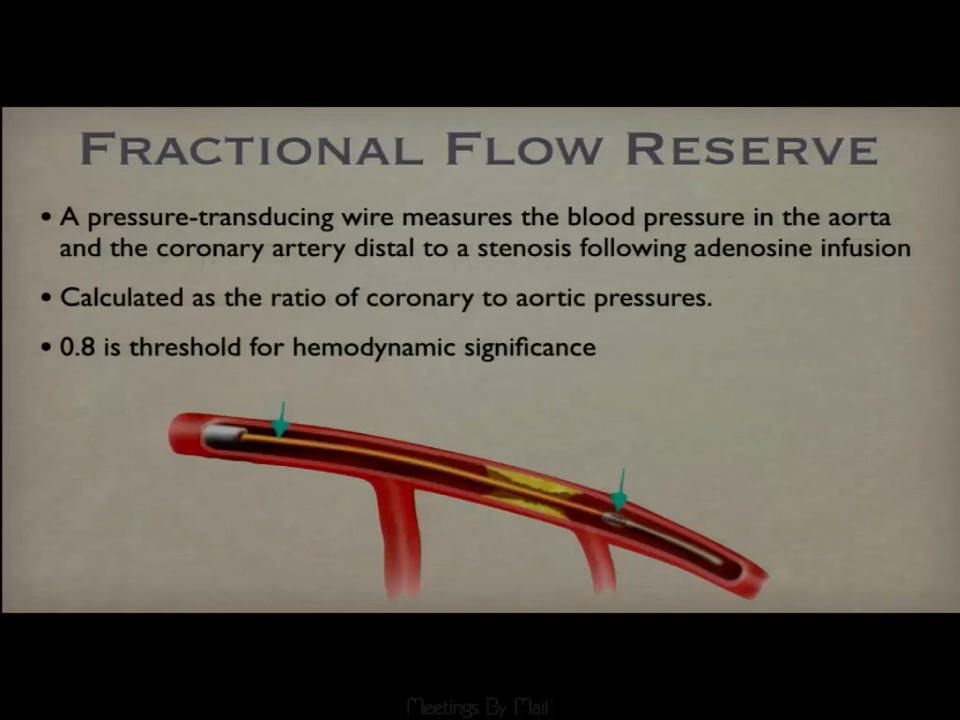 FRACTIONAL FLOW RESERVE
• A pressure-transducing wire measures the blood pressure in the aorta
and the coronary artery distal to a stenosis following adenosine infusion
• Calculated as the ratio of coronary to aortic pressures.
• 0.8 is threshold for hemodynamic significance
Meetings By Mail